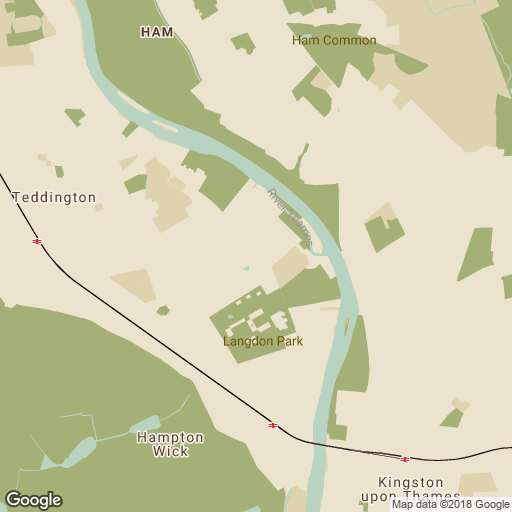 HAM
Ham Common
River Thames
Teddington
Langdon Park
Hampton
Wick
Kingston
upon Thames
Google
Map data ©2018 Google